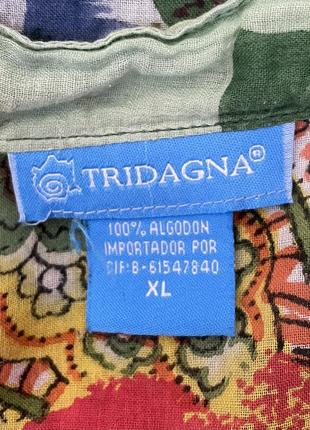 TRIDAGNA®
100% ALGODON
IMPORTADOR POR
CIF:B-61547840
XL